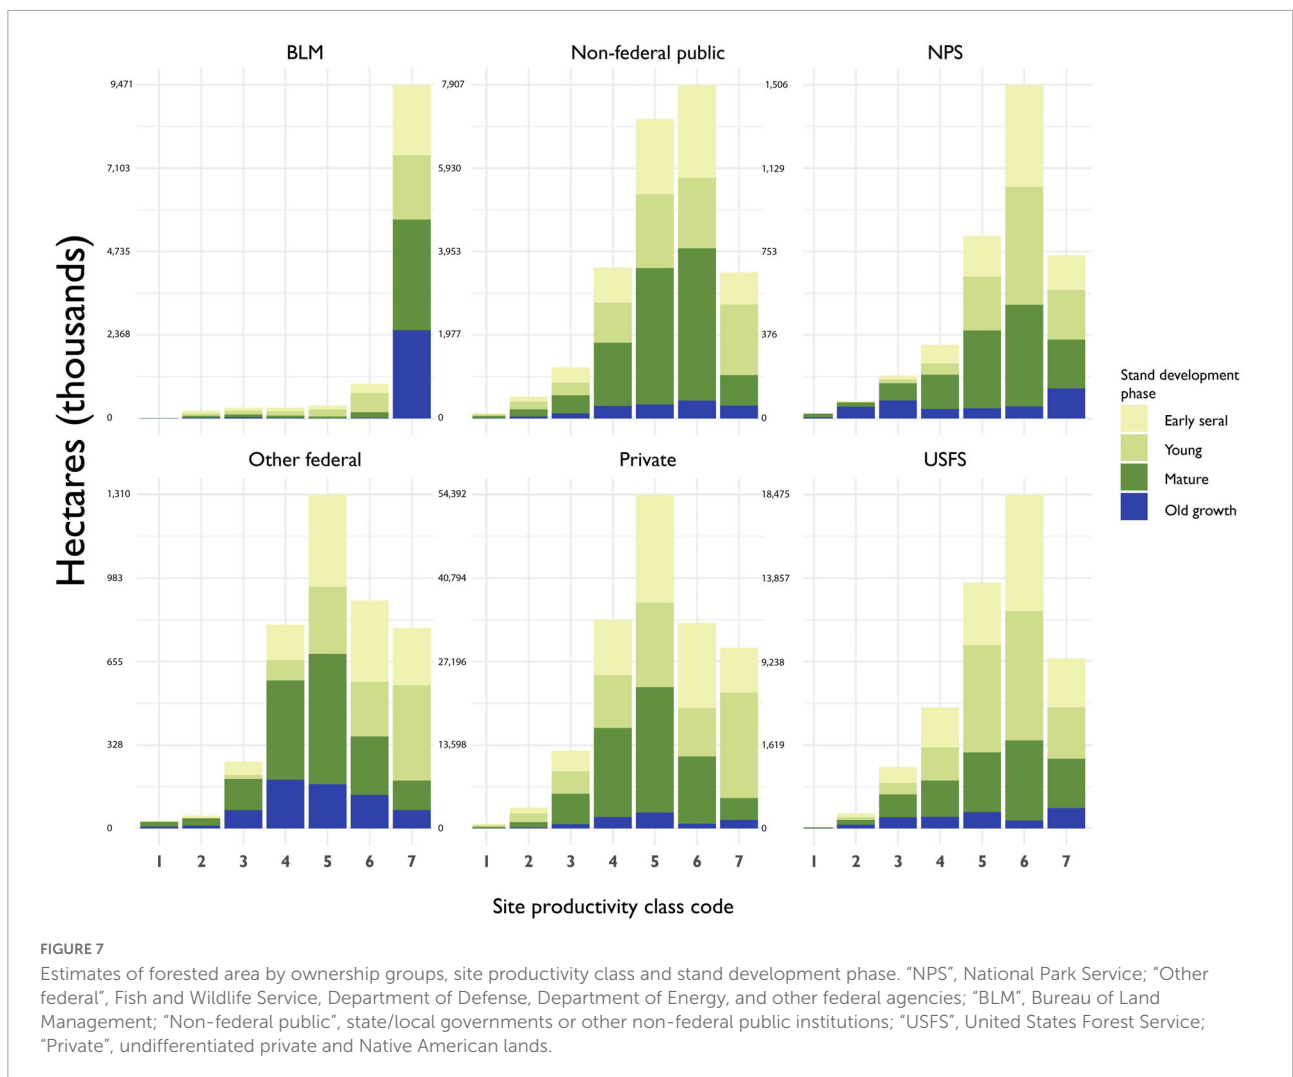 BLM
Non-federal public
NPS
9,471
7,103
4,735
2,368
0
7,907
5,930
3,953
1,977
0
1,506
1,129
753
376
0
Hectares (thousands)
Other federal
Private
USFS
1310
983
655
328
0
54,392
40,794
27,196
13,598
0
18,475
13,857
9,238
1,619
0
1 2 3 4 5 6 7
1 2 3 4 5 6 7
1 2 3 4 5 6 7
Site productivity class code
Stand development
phase
Early seral
Young
Mature
Old growth
FIGURE 7
Estimates of forested area by ownership groups, site productivity class and stand development phase. “NPS”, National Park Service; “Other
federal”, Fish and Wildlife Service, Department of Defense, Department of Energy, and other federal agencies; “BLM”, Bureau of Land
Management; “Non-federal public”, state/local governments or other non-federal public institutions; “USFS”, United States Forest Service;
“Private”, undifferentiated private and Native American lands.